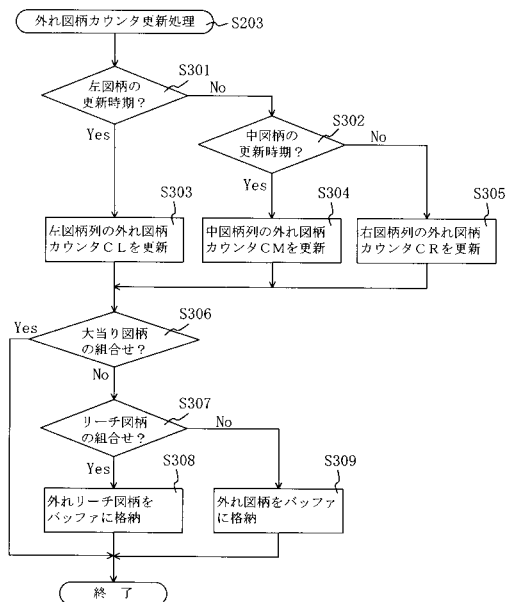 外れ図柄カウンタ更新処理
S203
S301
左図柄の
更新時期?
No
S302
Yes
中図柄の
更新時期?
No
Yes
S303
S304
S305
左図柄列の外れ図柄
カウンタCLを更新
中図柄列の外れ図柄
カウンタCMを更新
右図柄列の外れ図柄
カウンタCRを更新
S306
Yes
大当り図柄
の組合せ?
No
S307
リーチ図柄
の組合せ?
No
Yes
S308
S309
外れリーチ図柄を
バッファに格納
外れ図柄をバッファ
に格納
終 了